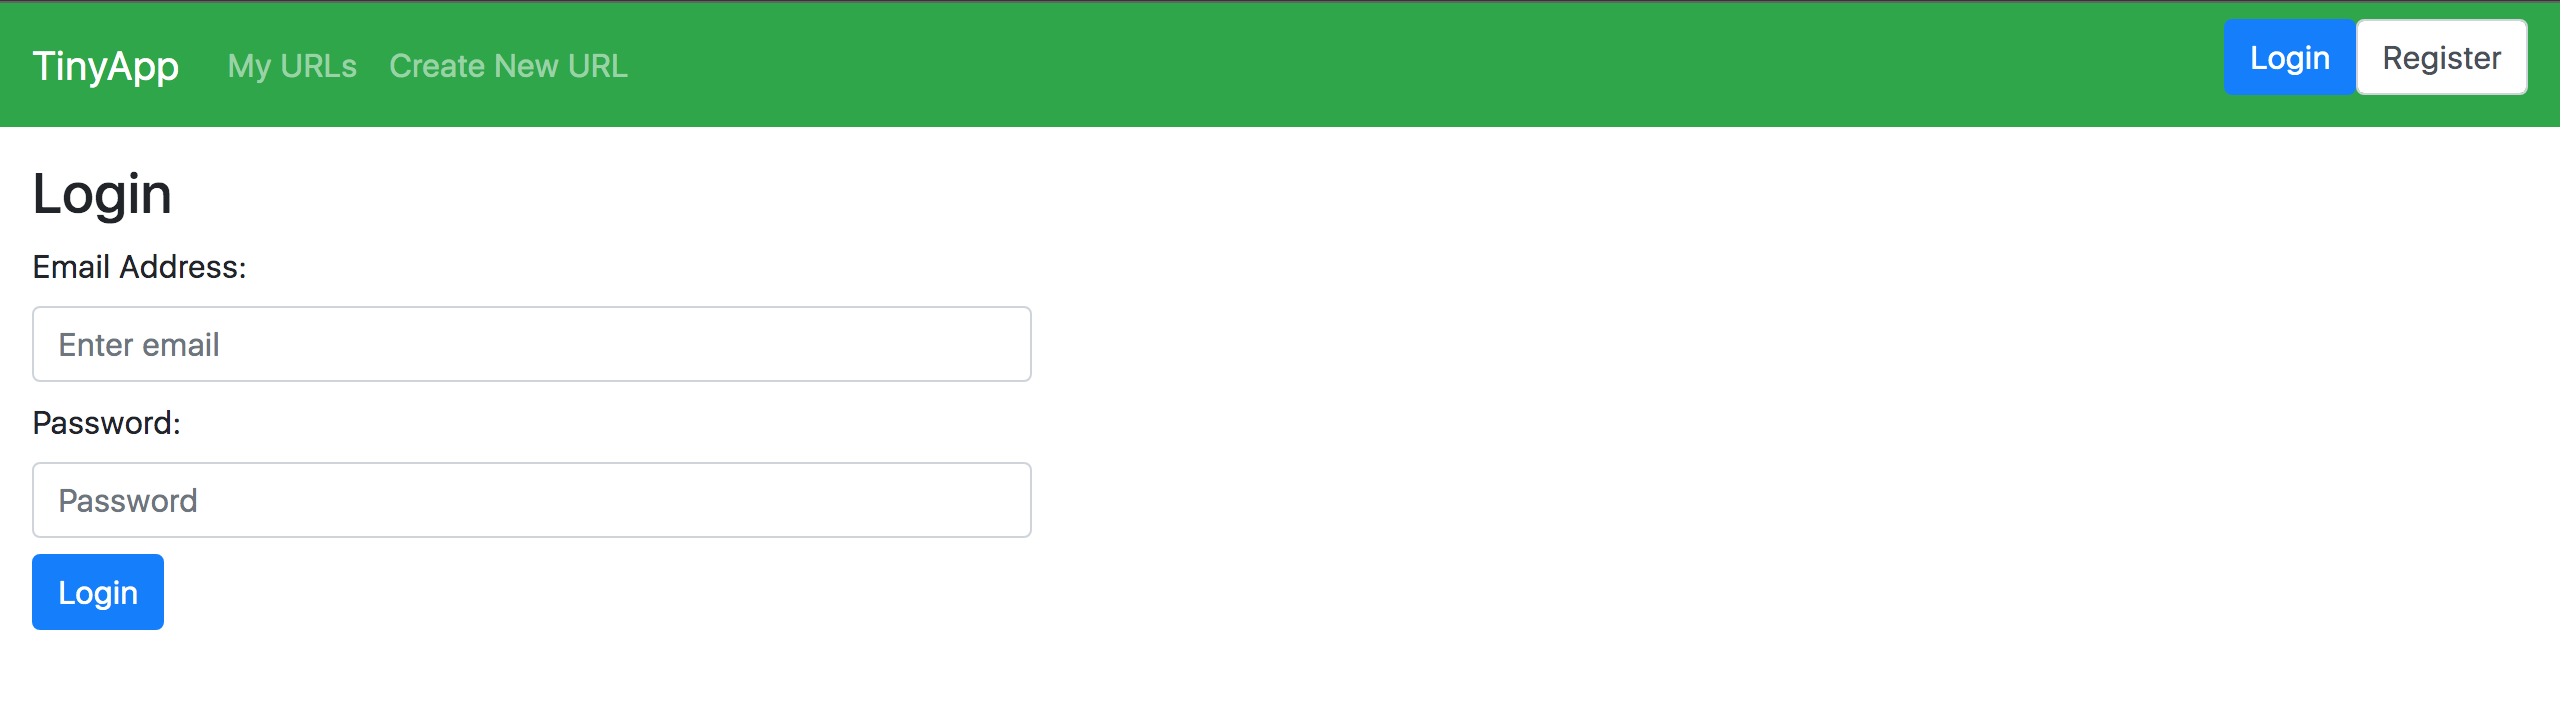 TinyApp My URLs Create New URL Login Register
Login
Email Address:
Enter email
Password:
Password
Login